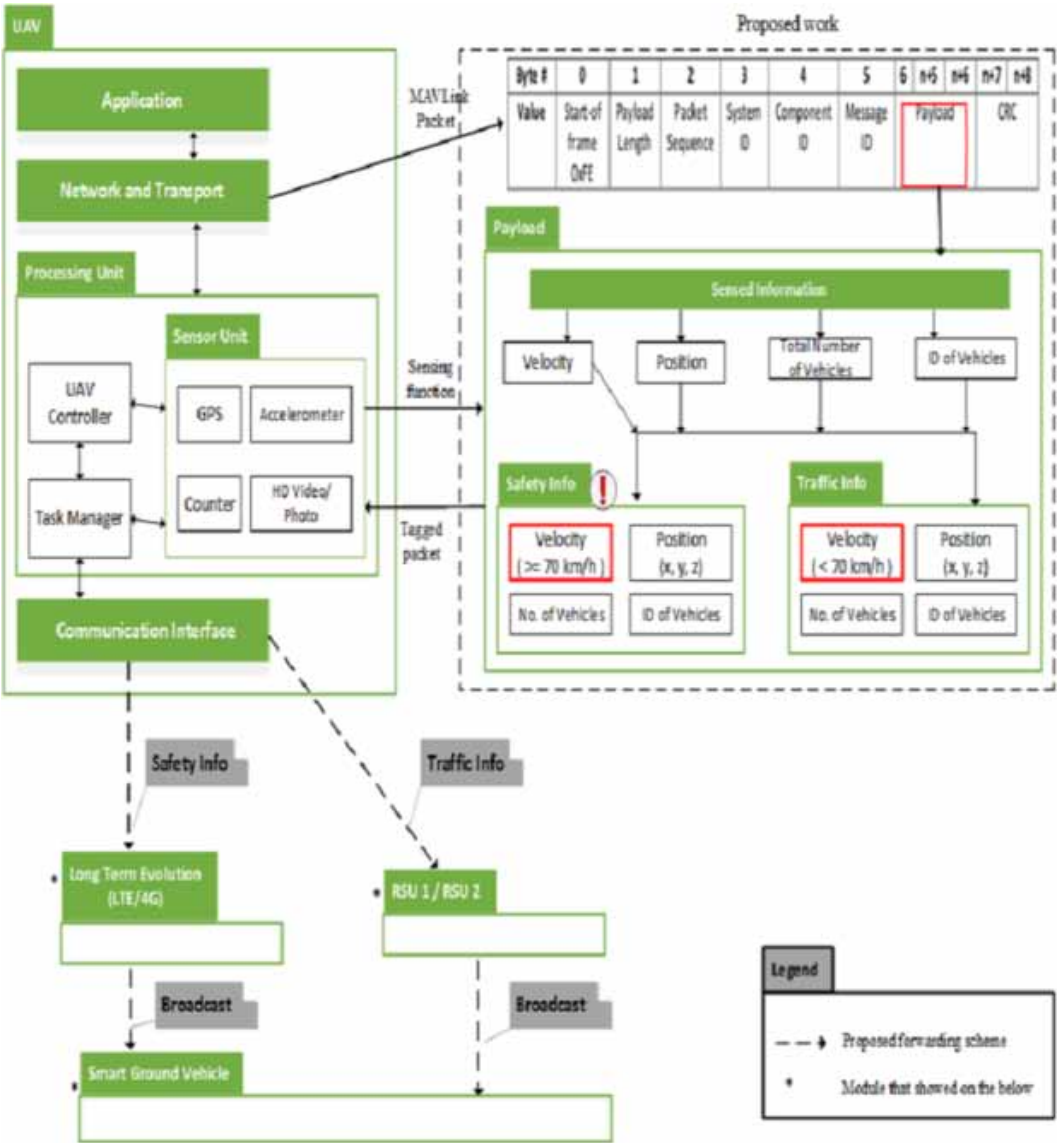 UAV
Application
Network and Transport
Processing Unit
Sensor Unit
UAV
Controller
GPS
Accelerometer
Task Manager
Counter
HD Video/
Photo
Communication Interface
MAVLink
Packet
Sensing
function
Tagged
packet
Proposed work
Byte # 0 1 2 3 4 5 6 n+5 n+6 n+7 n+8
Value Start-of Payload Packet System Component Message Payload CRC
frame Length Sequence ID ID ID
0xFE
Payload
Sensed Information
Velocity
Position
Total Number
of Vehicles
ID of Vehicles
Safety Info
!
Velocity
( >= 70 km/h )
Position
(x, y, z)
No. of Vehicles
ID of Vehicles
Traffic Info
Velocity
( < 70 km/h )
Position
(x, y, z)
No. of Vehicles
ID of Vehicles
Safety Info
Traffic Info
* Long Term Evolution
(LTE/4G)
* RSU 1 / RSU 2
Broadcast
Broadcast
* Smart Ground Vehicle
Legend
Proposed forwarding scheme
* Module that showed on the below